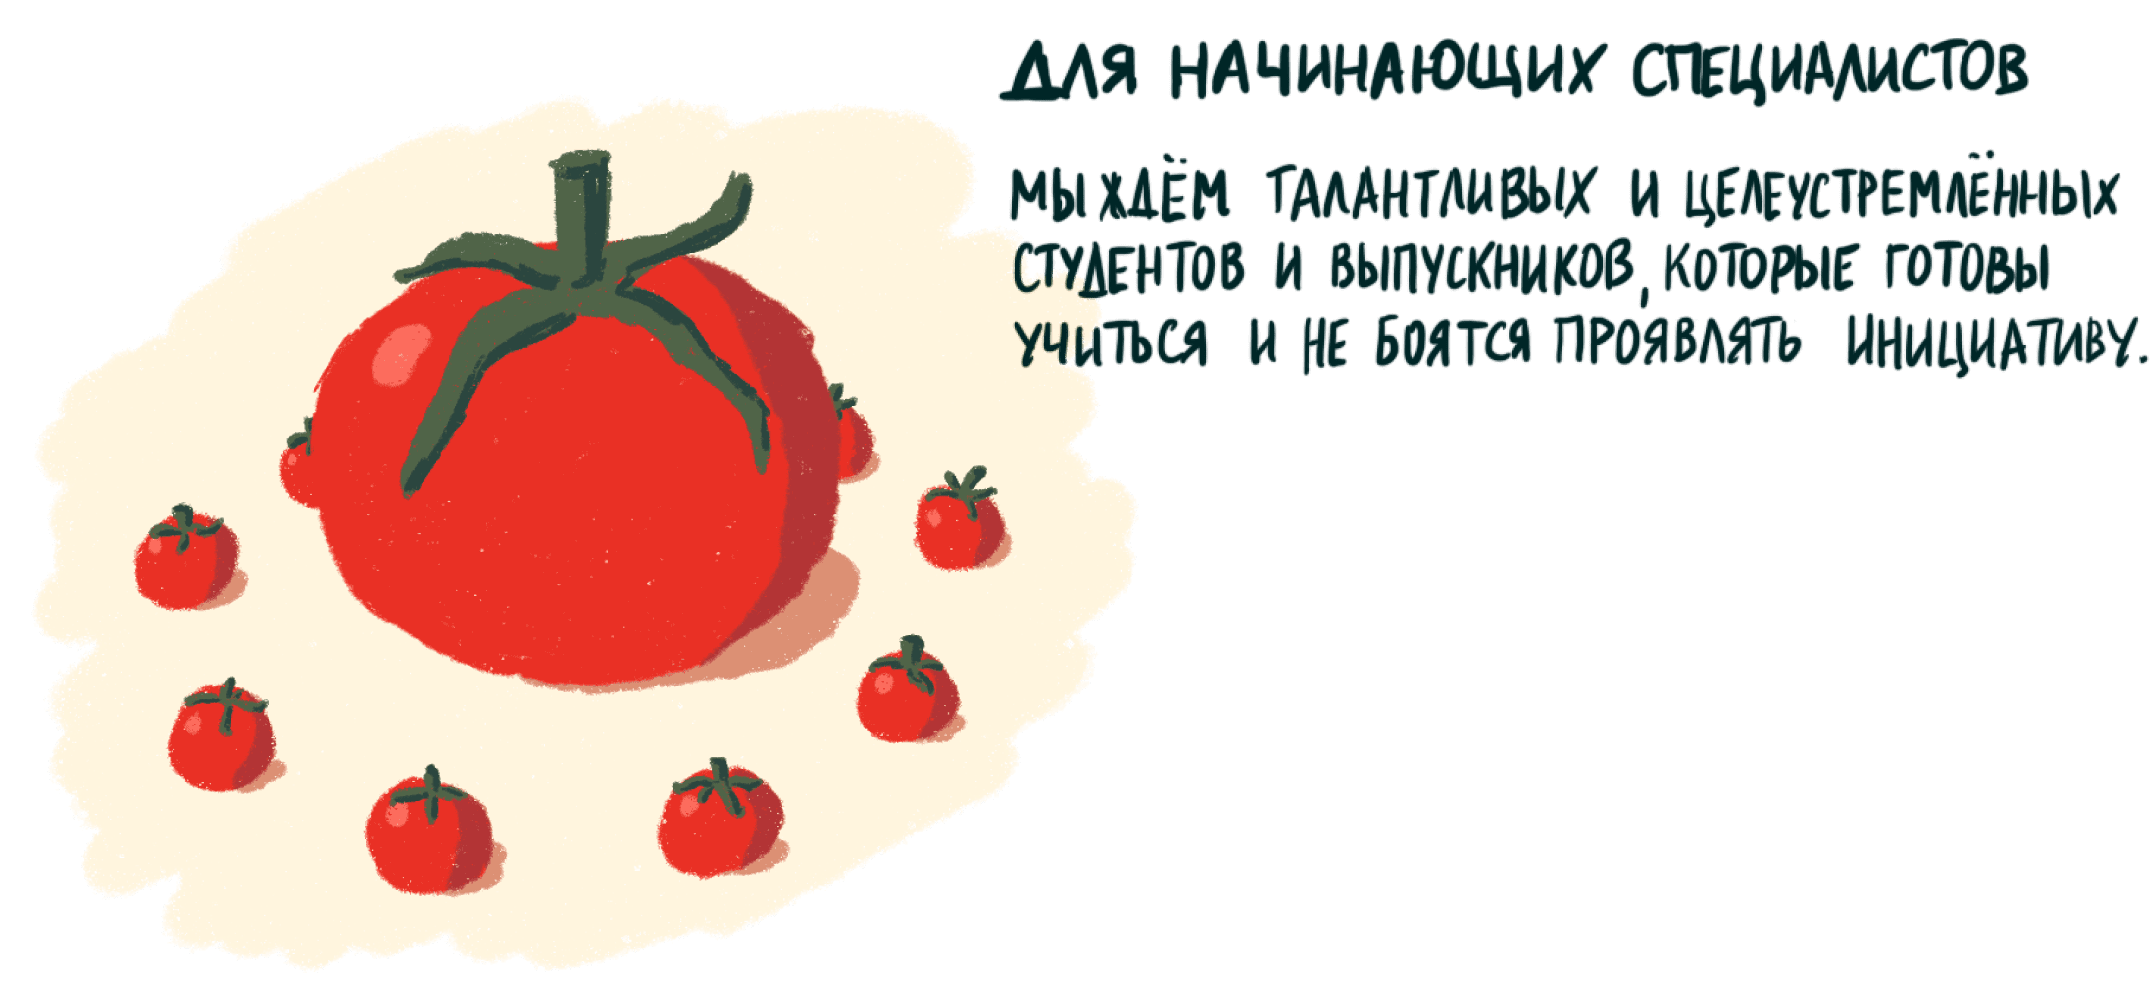 ДЛЯ НАЧИНАЮЩИХ СПЕЦИАЛИСТОВ
МЫ ЖДЁМ ТАЛАНТЛИВЫХ И ЦЕЛЕУСТРЕМЛЁННЫХ
СТУДЕНТОВ И ВЫПУСКНИКОВ, КОТОРЫЕ ГОТОВЫ
УЧИТЬСЯ И НЕ БОЯТСЯ ПРОЯВЛЯТЬ ИНИЦИАТИВУ.